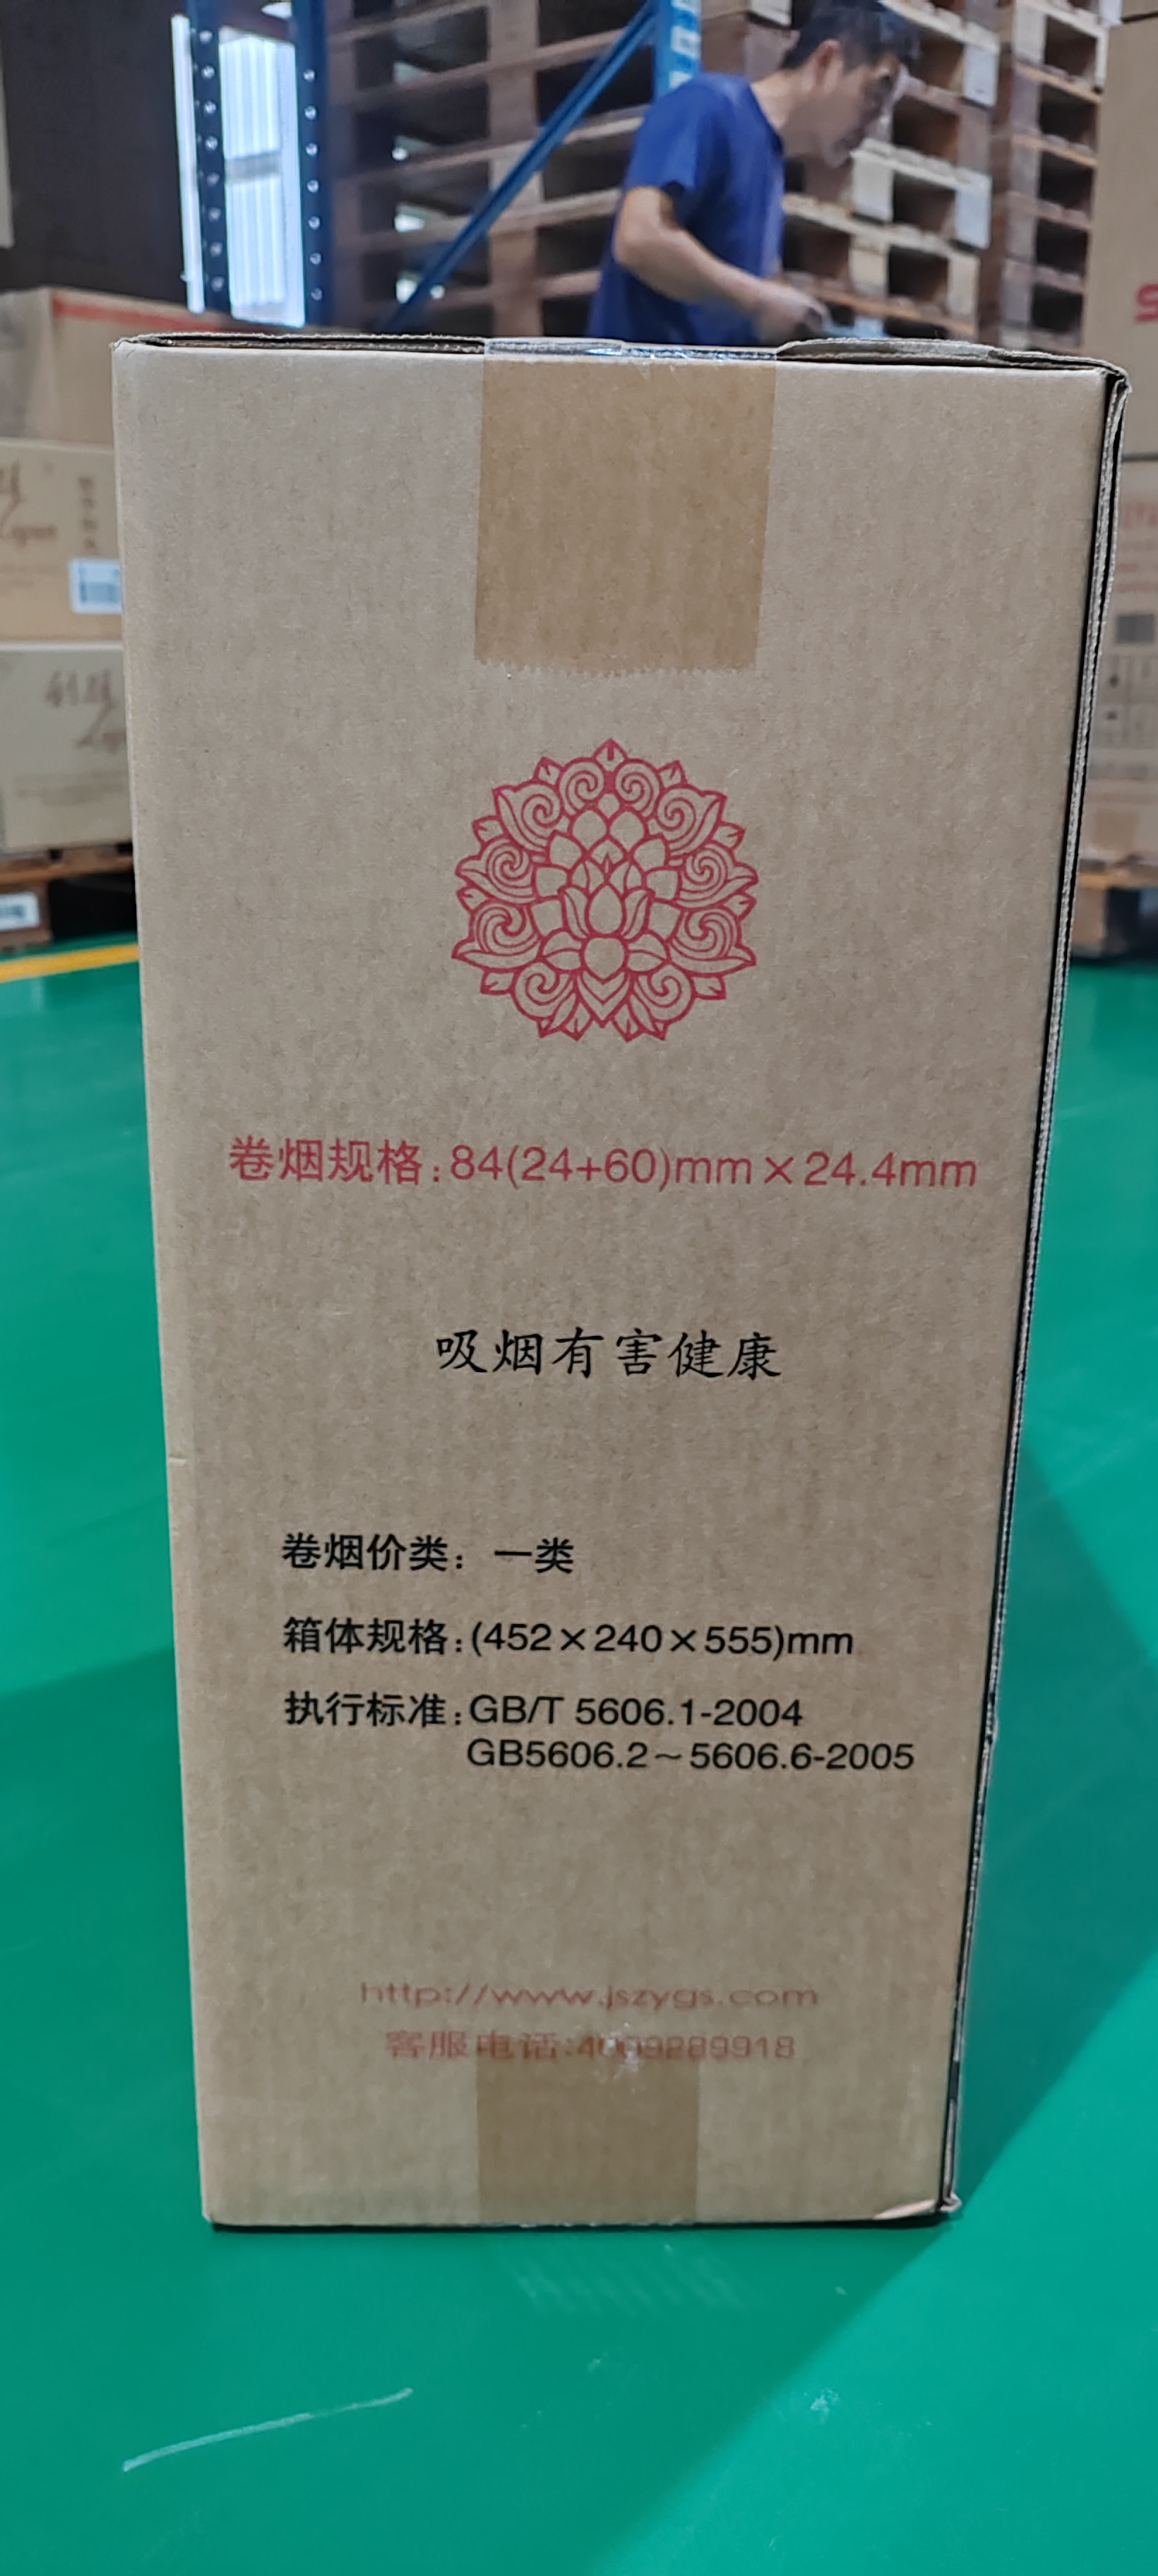 卷烟规格:84(24+60)mm×24.4mm
吸烟有害健康
卷烟价类：一类
箱体规格:(452×240×555)mm
执行标准:GB/T 5606.1-2004
GB5606.2～5606.6-2005
http://www.jszygs.com
客服电话:4009289918